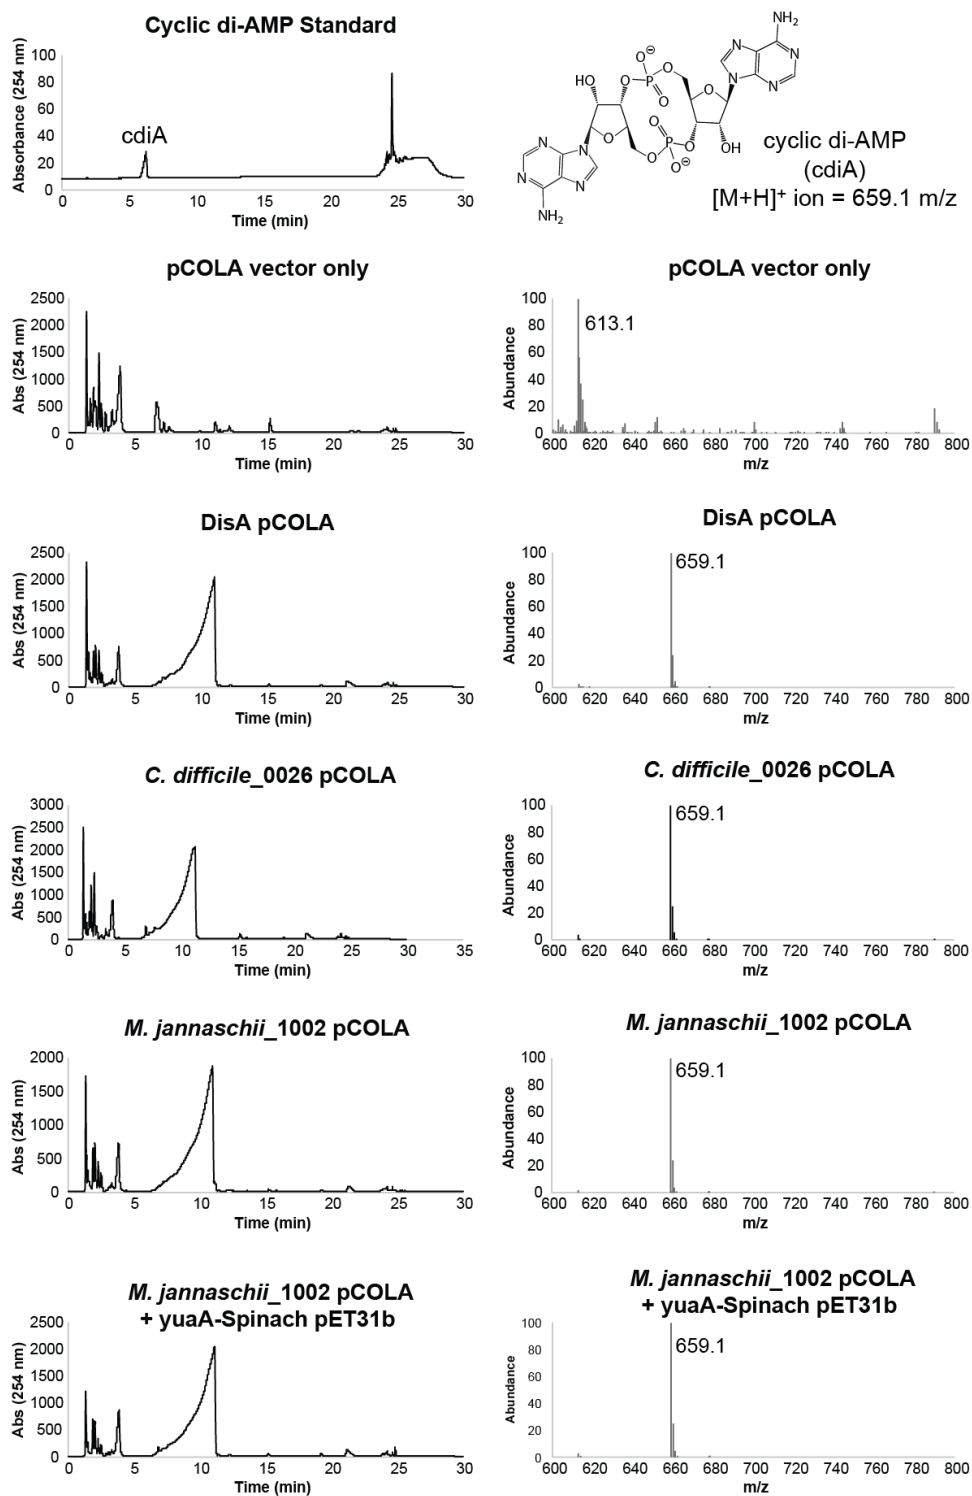 Cyclic di-AMP Standard
Absorbance (254 nm)
100
80
60
40
20
0
cdiA
0 5 10 15 20 25 30
Time (min)
NH₂
N N
N N
O⊖
HO O P O O
O
O
O P O OH
O⊖
N N
N N
NH₂
cyclic di-AMP
(cdiA)
[M+H]⁺ ion = 659.1 m/z
pCOLA vector only
Abs (254 nm)
2500
2000
1500
1000
500
0
0 5 10 15 20 25 30
Time (min)
pCOLA vector only
Abundance
100
80
60
40
20
0
613.1
600 620 640 660 680 700 720 740 760 780 800
m/z
DisA pCOLA
Abs (254 nm)
2500
2000
1500
1000
500
0
0 5 10 15 20 25 30
Time (min)
DisA pCOLA
Abundance
100
80
60
40
20
0
659.1
600 620 640 660 680 700 720 740 760 780 800
m/z
C. difficile_0026 pCOLA
Abs (254 nm)
3000
2500
2000
1500
1000
500
0
0 5 10 15 20 25 30 35
Time (min)
C. difficile_0026 pCOLA
Abundance
100
80
60
40
20
0
659.1
600 620 640 660 680 700 720 740 760 780 800
m/z
M. jannaschii_1002 pCOLA
Abs (254 nm)
2000
1500
1000
500
0
0 5 10 15 20 25 30
Time (min)
M. jannaschii_1002 pCOLA
Abundance
100
80
60
40
20
0
659.1
600 620 640 660 680 700 720 740 760 780 800
m/z
M. jannaschii_1002 pCOLA
+ yuaA-Spinach pET31b
Abs (254 nm)
2500
2000
1500
1000
500
0
0 5 10 15 20 25 30
Time (min)
M. jannaschii_1002 pCOLA
+ yuaA-Spinach pET31b
Abundance
100
80
60
40
20
0
659.1
600 620 640 660 680 700 720 740 760 780 800
m/z